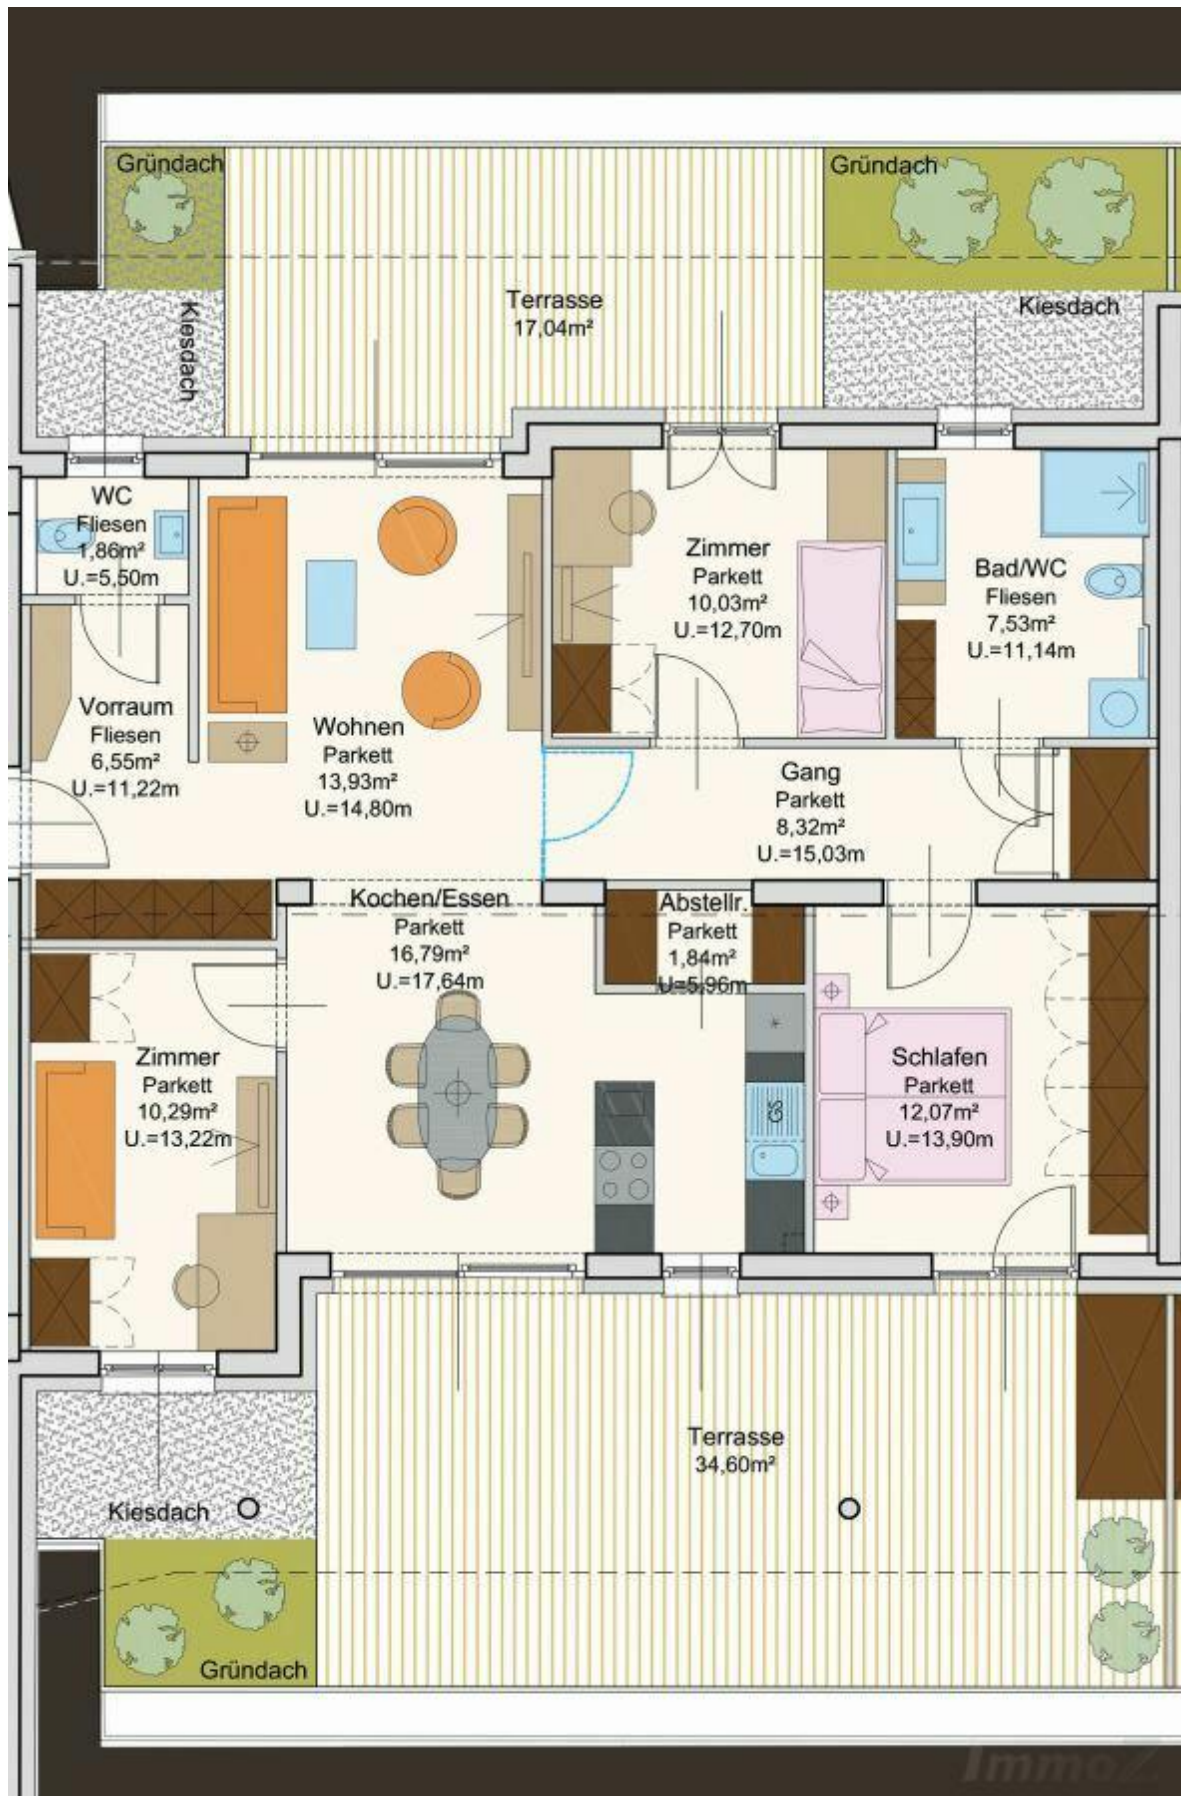 Gründach
Gründach
Kiesdach
Terrasse
17,04m²
Kiesdach
WC
Fliesen
1,86m²
U.=5,50m
Zimmer
Parkett
10,03m²
U.=12,70m
Bad/WC
Fliesen
7,53m²
U.=11,14m
Vorraum
Fliesen
6,55m²
U.=11,22m
Wohnen
Parkett
13,93m²
U.=14,80m
Gang
Parkett
8,32m²
U.=15,03m
Kochen/Essen
Parkett
16,79m²
U.=17,64m
Abstellr.
Parkett
1,84m²
U=5,96m
Zimmer
Parkett
10,29m²
U.=13,22m
GS
Schlafen
Parkett
12,07m²
U.=13,90m
Terrasse
34,60m²
Kiesdach
Gründach
ImmoZ